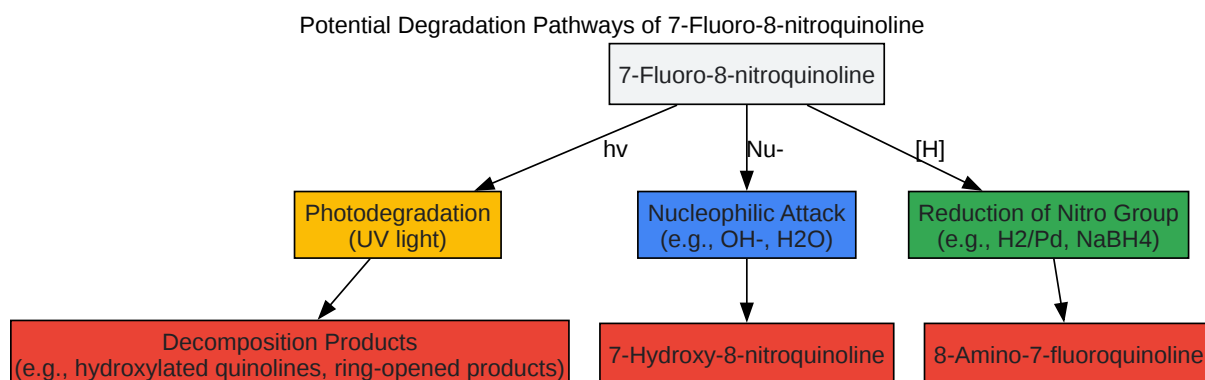 Potential Degradation Pathways of 7-Fluoro-8-nitroquinoline
7-Fluoro-8-nitroquinoline
hv
Nu-
[H]
Photodegradation
(UV light)
Nucleophilic Attack
(e.g., OH-, H2O)
Reduction of Nitro Group
(e.g., H2/Pd, NaBH4)
Decomposition Products
(e.g., hydroxylated quinolines, ring-opened products)
7-Hydroxy-8-nitroquinoline
8-Amino-7-fluoroquinoline